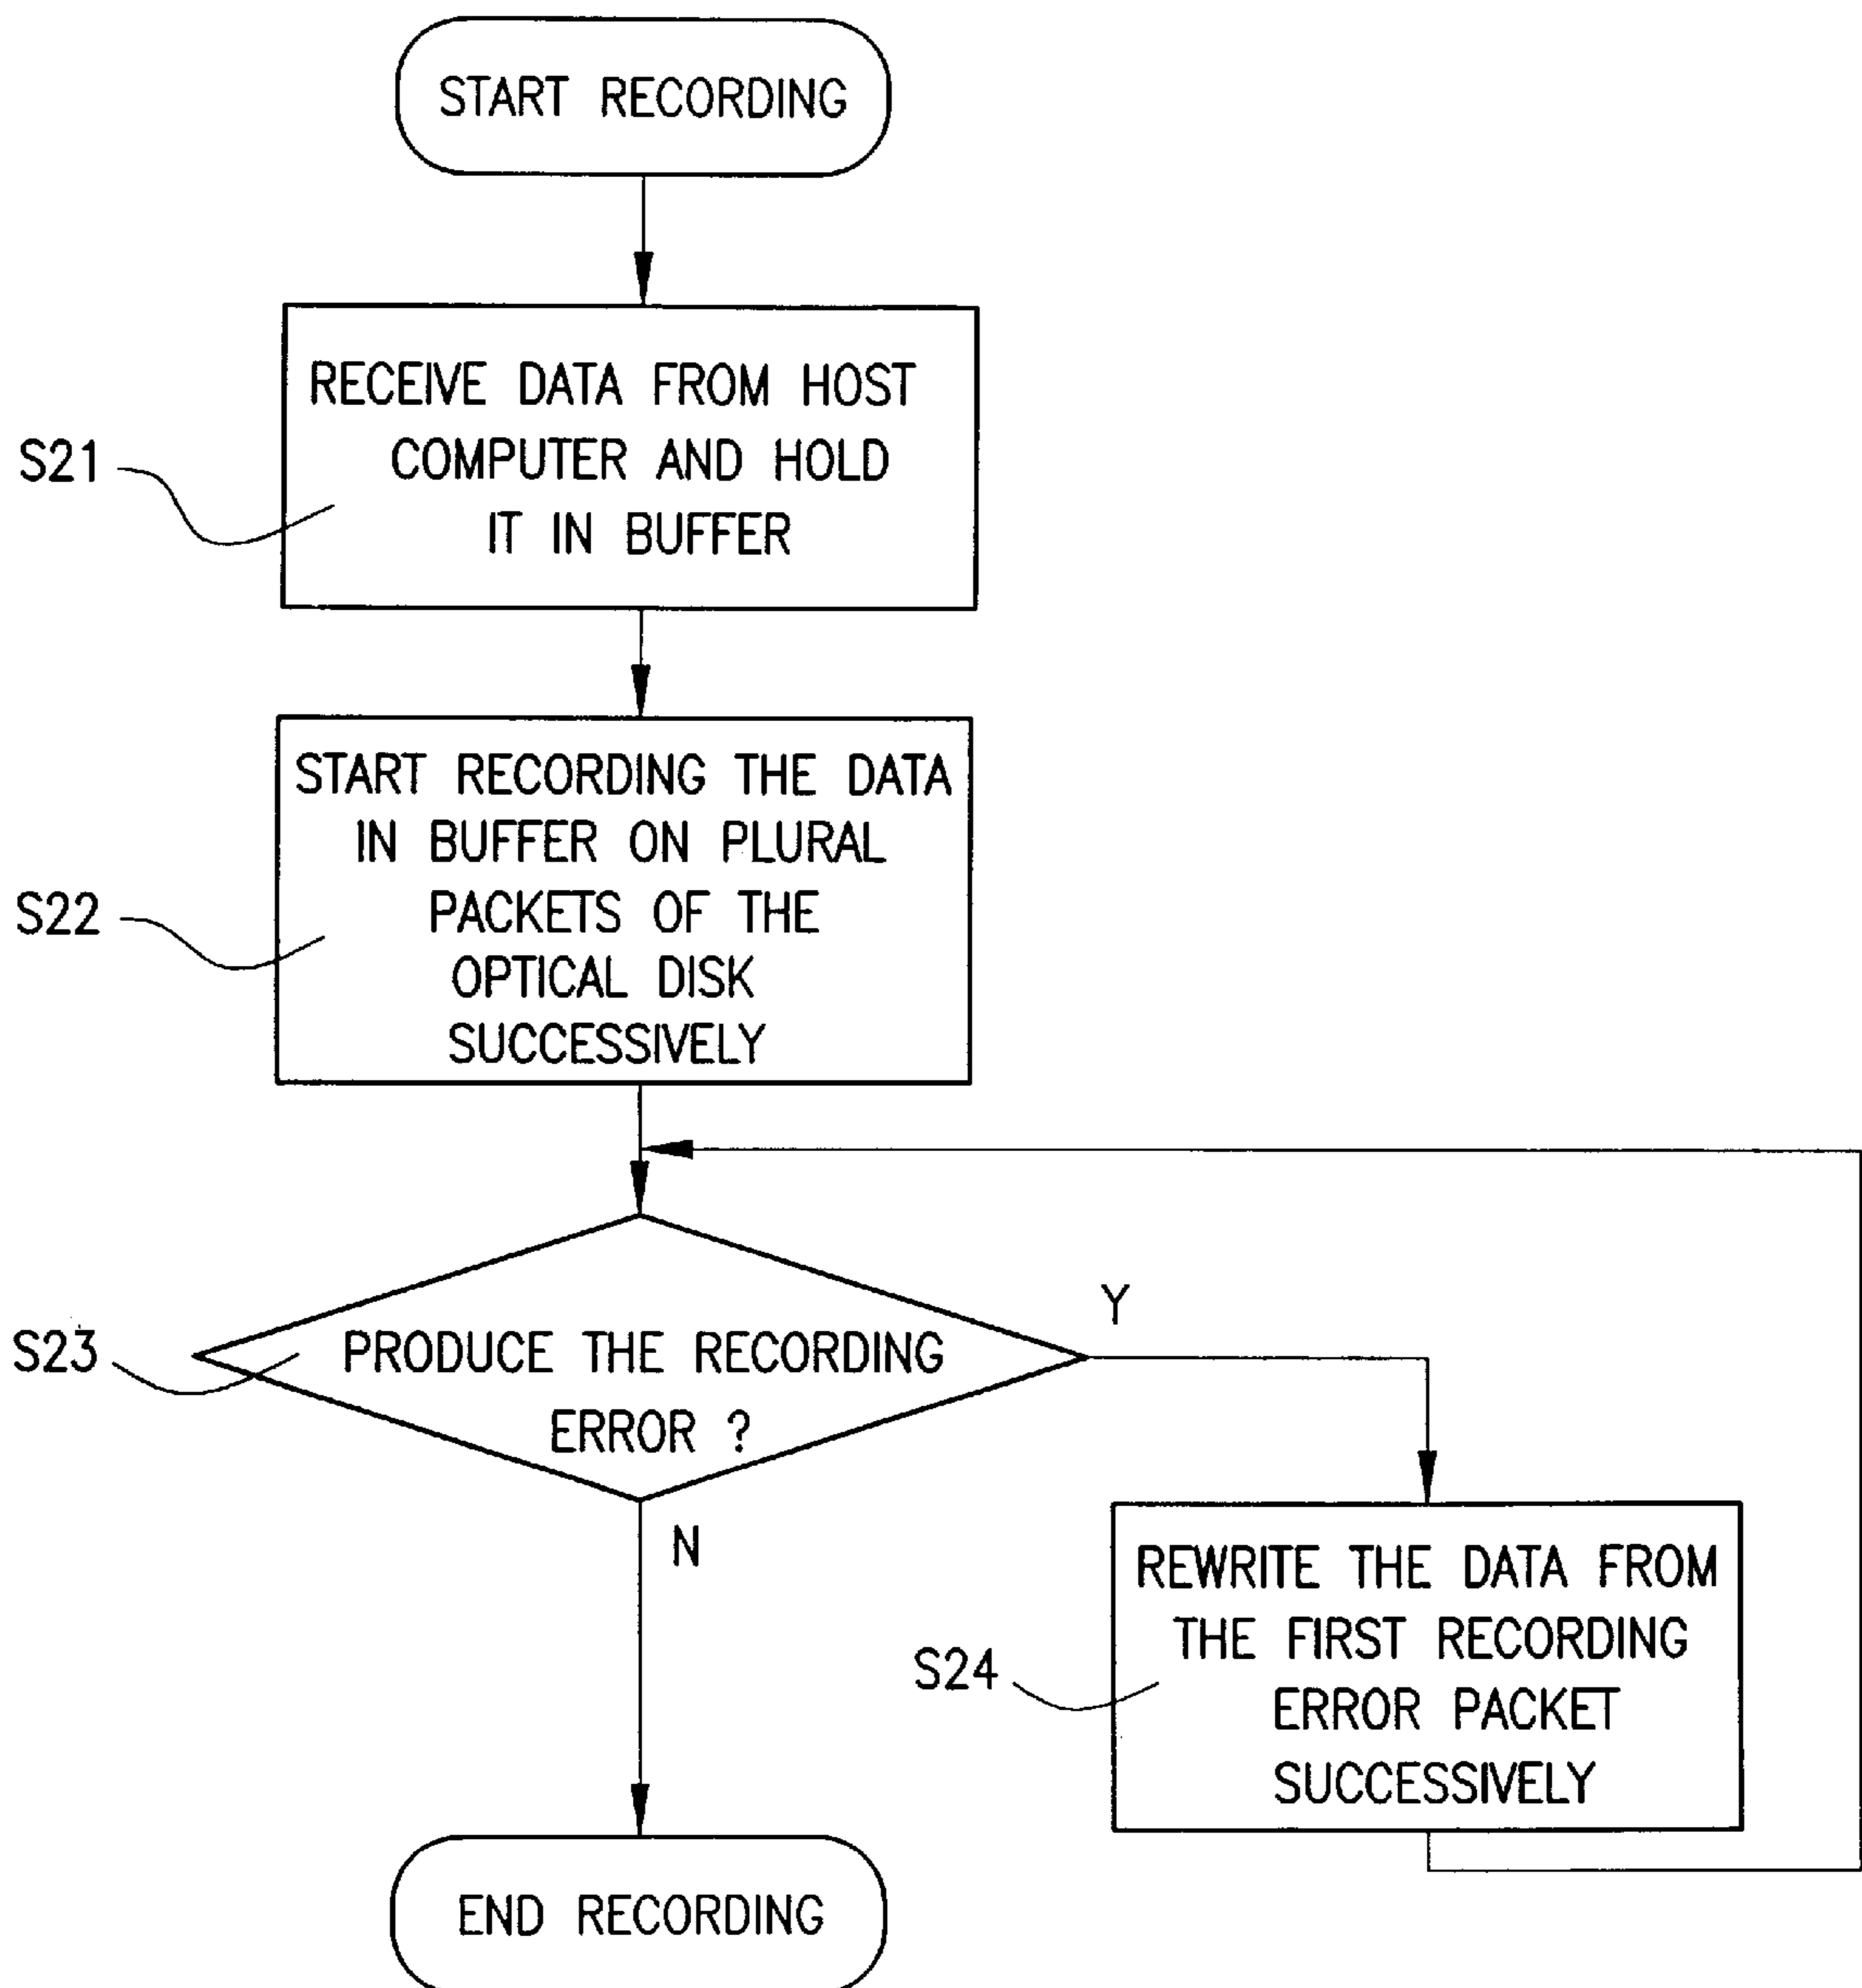 START RECORDING
RECEIVE DATA FROM HOST
COMPUTER AND HOLD
IT IN BUFFER
S21
START RECORDING THE DATA
IN BUFFER ON PLURAL
PACKETS OF THE
OPTICAL DISK
SUCCESSIVELY
S22
PRODUCE THE RECORDING
ERROR ?
S23
Y
N
REWRITE THE DATA FROM
THE FIRST RECORDING
ERROR PACKET
SUCCESSIVELY
S24
END RECORDING